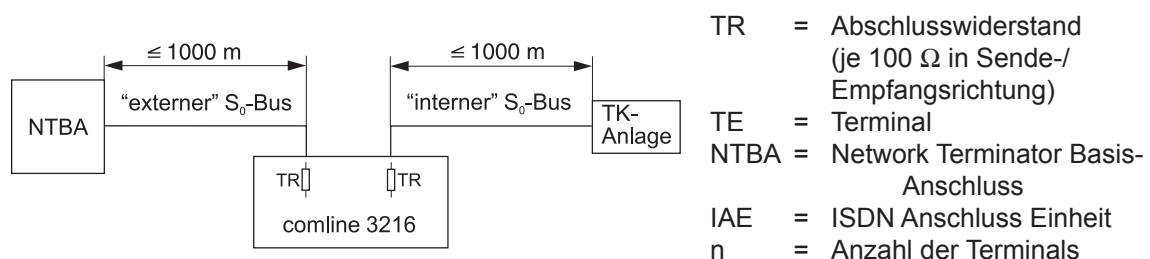 ≤ 1000 m
≤ 1000 m
NTBA
“externer” S₀-Bus
“interner” S₀-Bus
TK-
Anlage
TR
TR
comline 3216
TR = Abschlusswiderstand
(je 100 Ω in Sende-/
Empfangsrichtung)
TE = Terminal
NTBA = Network Terminator Basis-
Anschluss
IAE = ISDN Anschluss Einheit
n = Anzahl der Terminals